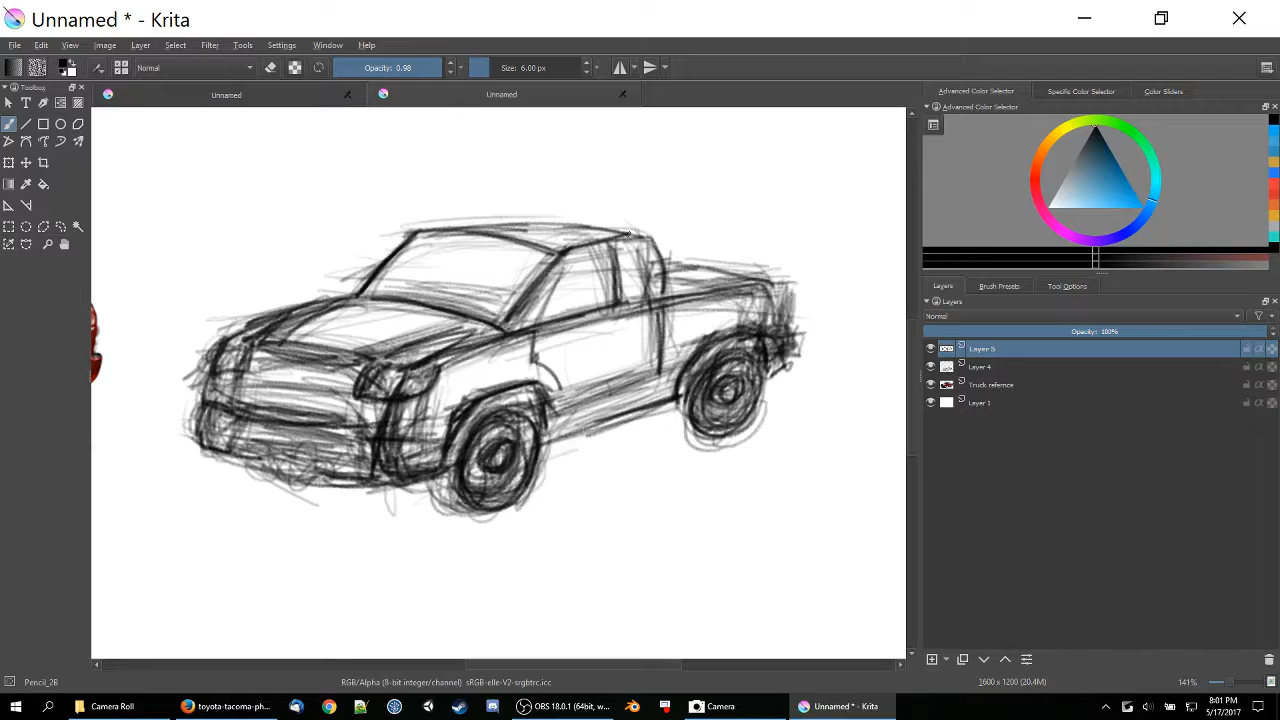 Unnamed * - Krita
File Edit View Image Layer Select Filter Tools Settings Window Help
Normal Opacity: 0.98 Size: 6.00 px
Toolbox
Unnamed Unnamed
Advanced Color Selector Specific Color Selector Color Sliders
Advanced Color Selector
Layers Brush Presets Tool Options
Layers
Normal
Opacity: 100%
Layer 5
Layer 4
Truck refernce
Layer 1
Pencil_2B RGB/Alpha (8-bit integer/channel) sRGB-elle-V2-srgbtrc.icc 1600 x 1200 (20.4M) 141%
Camera Roll toyota-tacoma-ph... OBS 18.0.1 (64bit, w... Camera Unnamed * - Krita 8:01 PM
5/17/2017